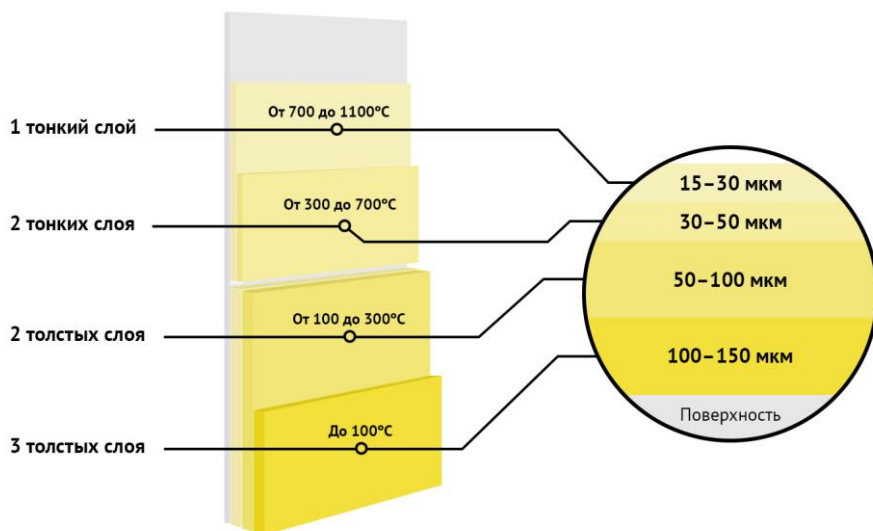 1 тонкий слой
От 700 до 1100°С
15–30 мкм
2 тонких слоя
От 300 до 700°С
30–50 мкм
2 толстых слоя
От 100 до 300°С
50–100 мкм
3 толстых слоя
До 100°С
100–150 мкм
Поверхность